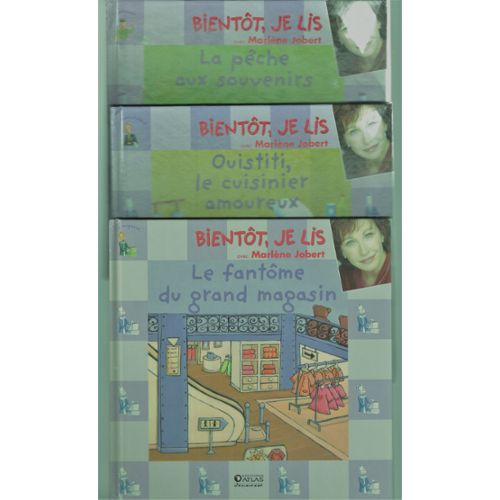 BIENTÔT, JE LIS
avec Marlène Jobert
La pêche
aux souvenirs
BIENTÔT, JE LIS
avec Marlène Jobert
Ouistiti,
le cuisinier
amoureux
BIENTÔT, JE LIS
avec Marlène Jobert
Le fantôme
du grand magasin
ATLAS